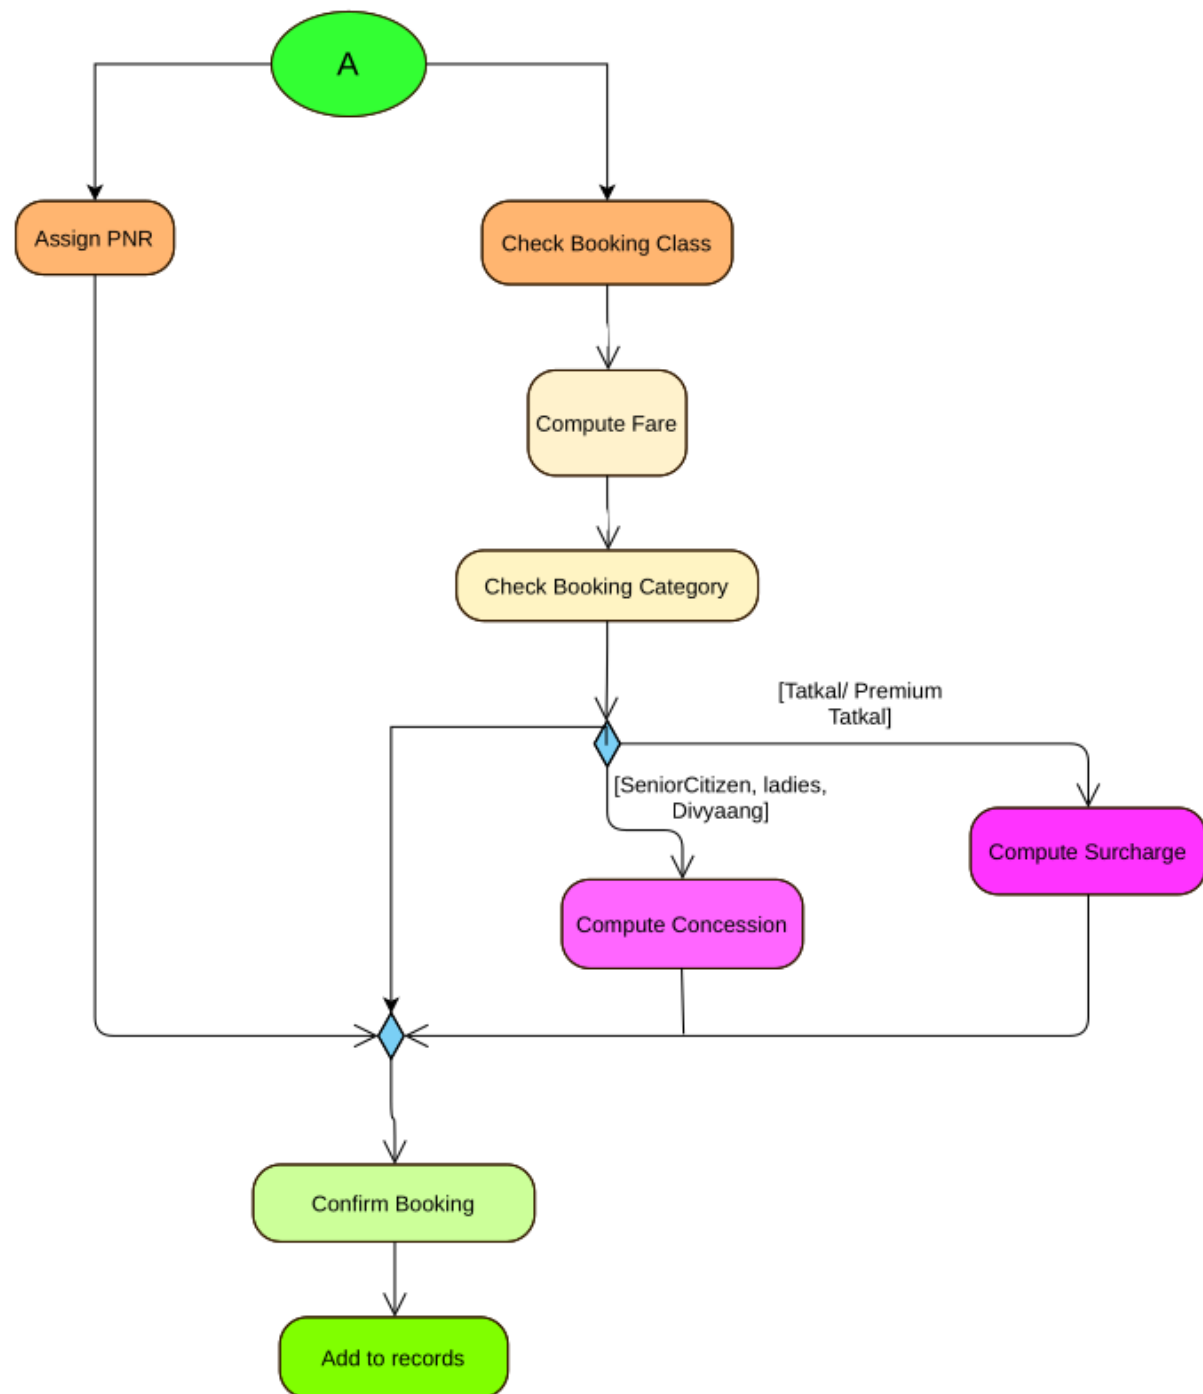 A
Assign PNR
Check Booking Class
Compute Fare
Check Booking Category
[Tatkal/ Premium
Tatkal]
[SeniorCitizen, ladies,
Divyaang]
Compute Surcharge
Compute Concession
Confirm Booking
Add to records